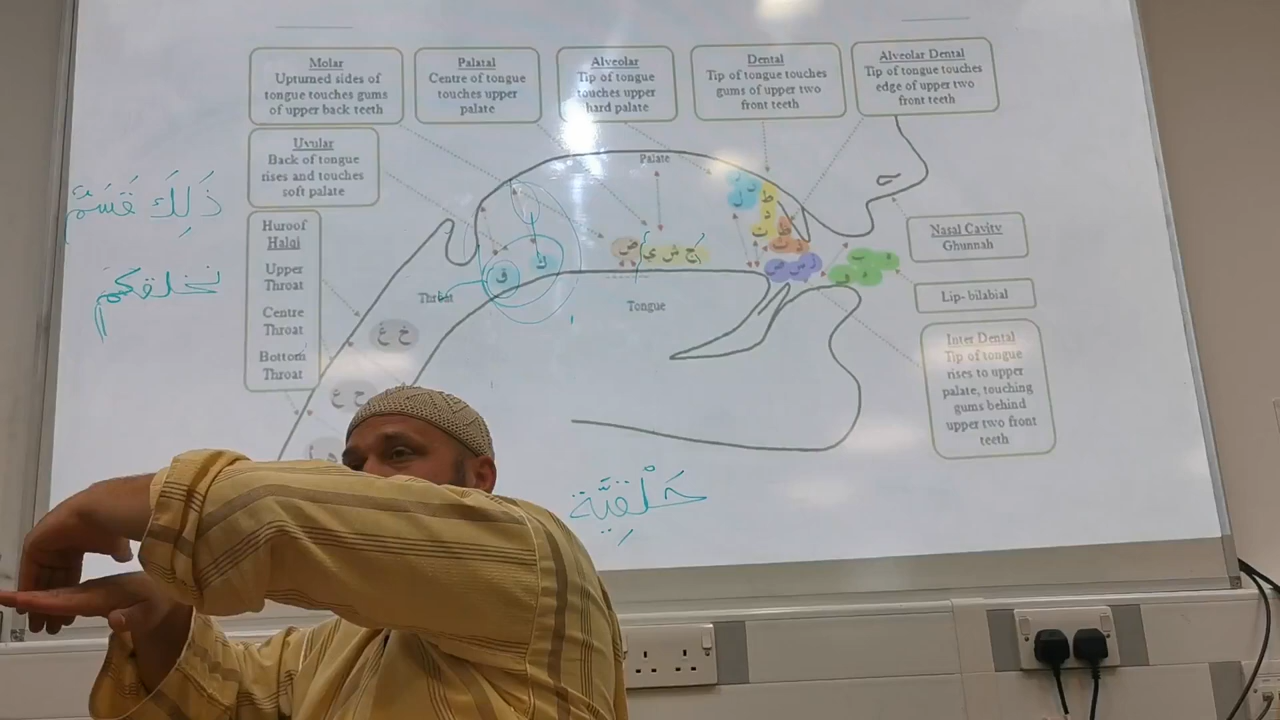 Molar
Upturned sides of
tongue touches gums
of upper back teeth
Palatal
Centre of tongue
touches upper
palate
Alveolar
Tip of tongue
touches upper
hard palate
Dental
Tip of tongue touches
gums of upper two
front teeth
Alveolar Dental
Tip of tongue touches
edge of upper two
front teeth
Uvular
Back of tongue
rises and touches
soft palate
Palate
ذَلِكَ قَسَمٌ
نخلقكم
Huroof
Halqi
Upper
Throat
Centre
Throat
Bottom
Throat
Throat
ق
ك
ض
ج ش ي
ل
ط
د
ت
Tongue
خ غ
ح ع
Nasal Cavity
Ghunnah
Lip- bilabial
Inter Dental
Tip of tongue
rises to upper
palate, touching
gums behind
upper two front
teeth
حَلْقِيَّة